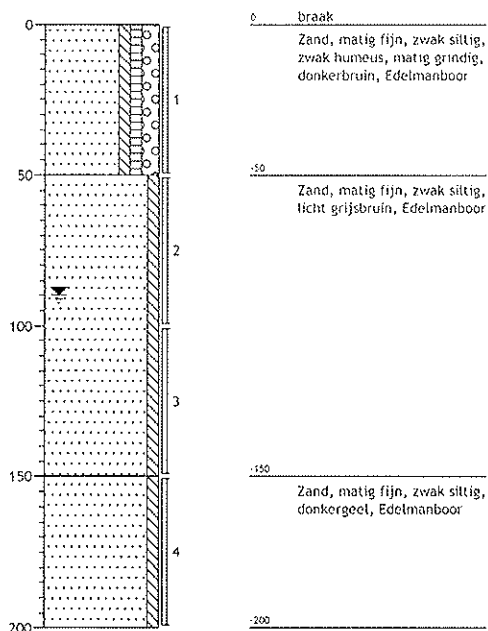 0
50
100
150
200
1
2
3
4
0 braak
Zand, matig fijn, zwak siltig,
zwak humeus, matig grindig,
donkerbruin, Edelmanboor
-50
Zand, matig fijn, zwak siltig,
licht grijsbruin, Edelmanboor
-150
Zand, matig fijn, zwak siltig,
donkergeel, Edelmanboor
-200